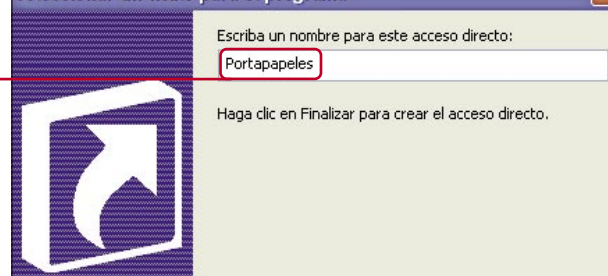 Escriba un nombre para este acceso directo:
Portapapeles
Haga clic en Finalizar para crear el acceso directo.